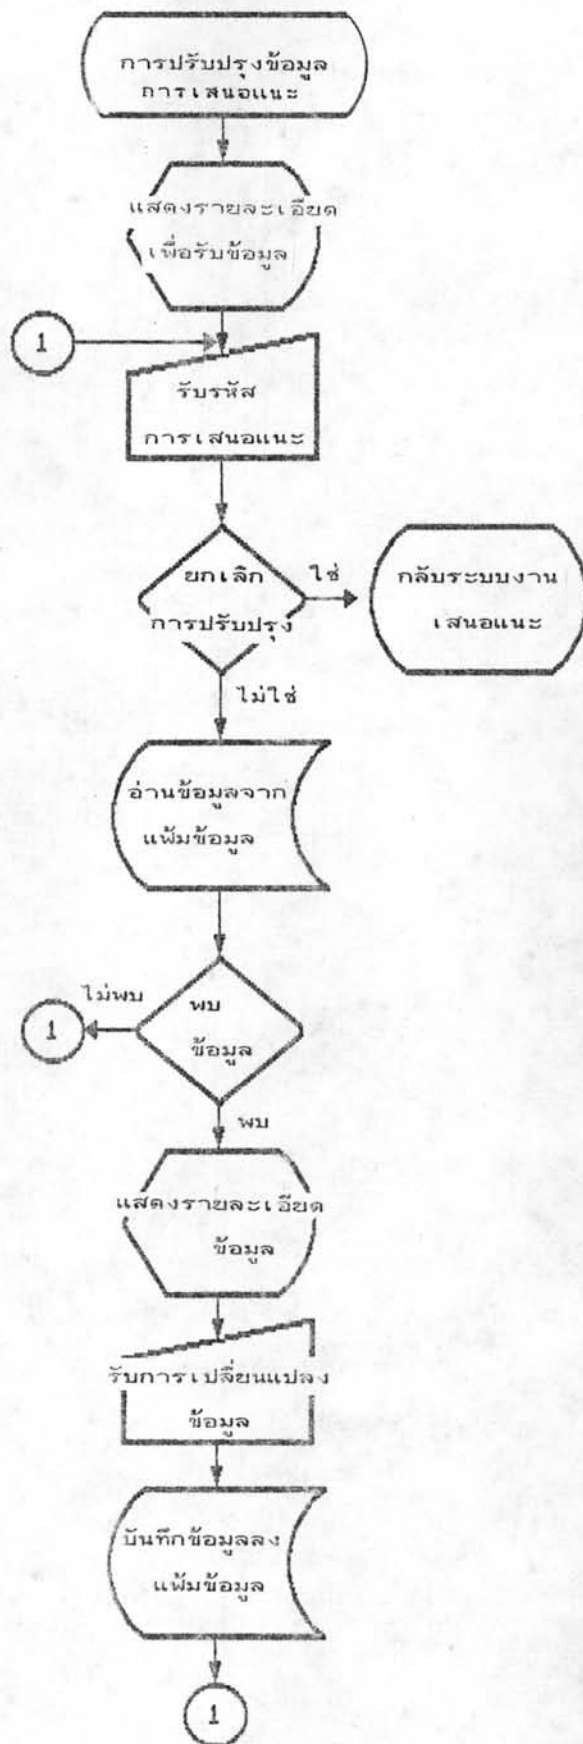 การปรับปรุงข้อมูล
การเสนอแนะ
แสดงรายละเอียด
เพื่อรับข้อมูล
1
รับรหัส
การเสนอแนะ
ยกเลิก
การปรับปรุง
ใช่
กลับระบบงาน
เสนอแนะ
ไม่ใช่
อ่านข้อมูลจาก
แฟ้มข้อมูล
ไม่พบ
1
พบ
ข้อมูล
พบ
แสดงรายละเอียด
ข้อมูล
รับการเปลี่ยนแปลง
ข้อมูล
บันทึกข้อมูลลง
แฟ้มข้อมูล
1